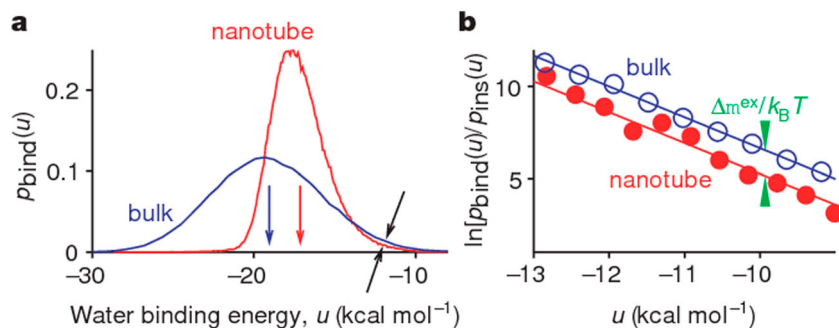 a
nanotube
bulk
p_bind(u)
0.2
0.1
0
−30
−20
−10
Water binding energy, u (kcal mol⁻¹)
b
bulk
nanotube
Δm^ex/k_BT
ln[p_bind(u)/p_ins(u)]
10
5
−13
−12
−11
−10
u (kcal mol⁻¹)